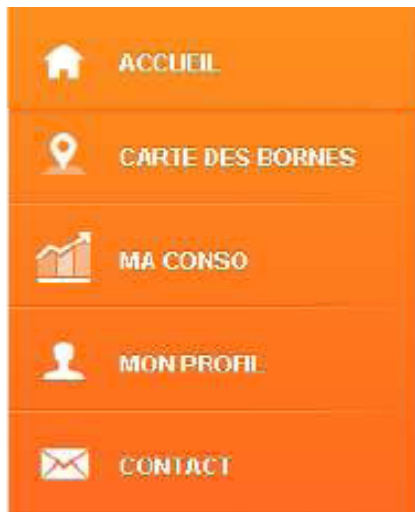 ACCUEIL
CARTE DES BORNES
MA CONSO
MON PROFIL
CONTACT